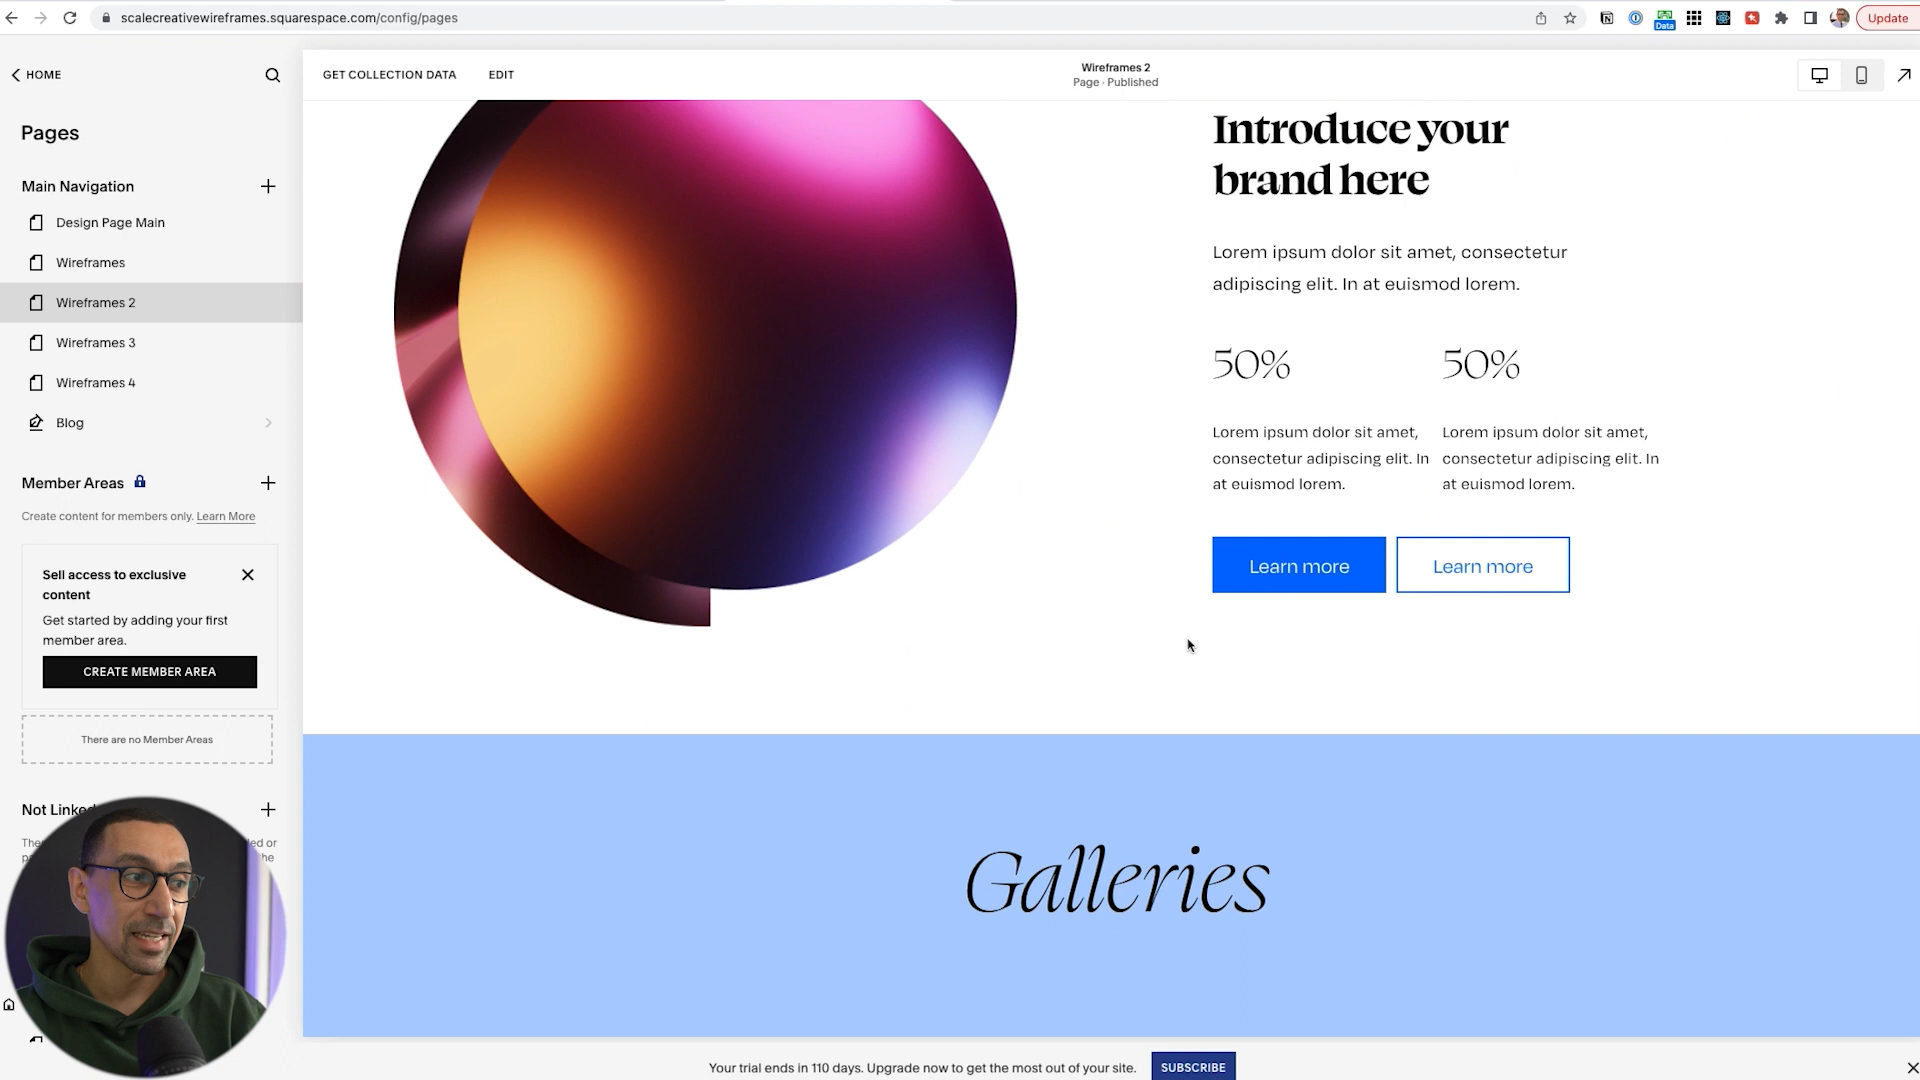 scalecreativewireframes.squarespace.com/config/pages
Data
Update
HOME
GET COLLECTION DATA
EDIT
Wireframes 2
Page · Published
Pages
Main Navigation
Design Page Main
Wireframes
Wireframes 2
Wireframes 3
Wireframes 4
Blog
Member Areas
Create content for members only. Learn More
Sell access to exclusive
content
Get started by adding your first
member area.
CREATE MEMBER AREA
There are no Member Areas
Not Linked
Introduce your
brand here
Lorem ipsum dolor sit amet, consectetur
adipiscing elit. In at euismod lorem.
50%
50%
Lorem ipsum dolor sit amet,
consectetur adipiscing elit. In
at euismod lorem.
Lorem ipsum dolor sit amet,
consectetur adipiscing elit. In
at euismod lorem.
Learn more
Learn more
Galleries
Your trial ends in 110 days. Upgrade now to get the most out of your site.
SUBSCRIBE